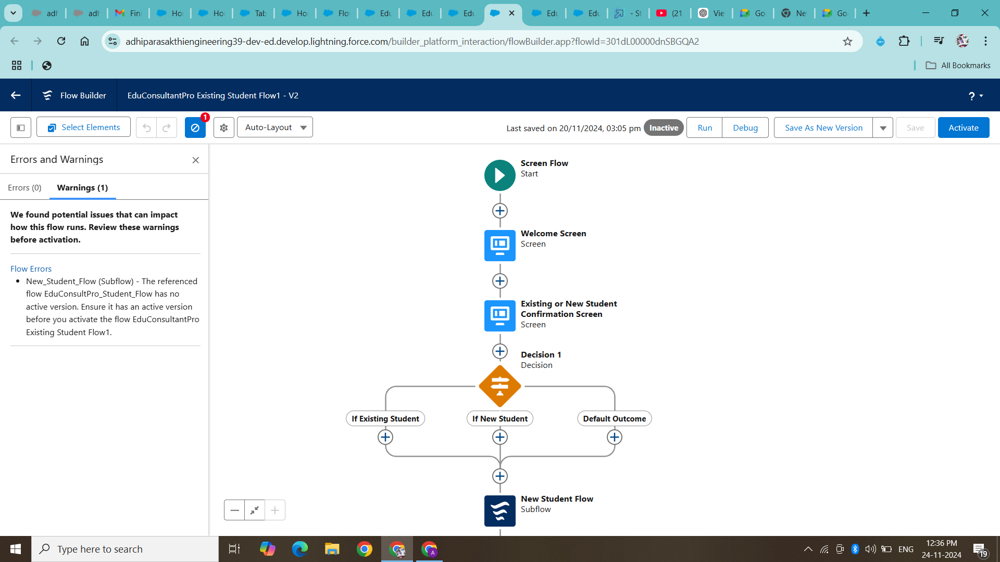 adh
adh
Fini
Hor
Hor
Tab
Hor
Flo
Edu
Edu
Edu
Edu
Edu
- St
(21
Vie
Go
Ne
Go
adhiparasakthiengineering39-dev-ed.develop.lightning.force.com/builder_platform_interaction/flowBuilder.app?flowId=301dL00000dnSBGQA2
All Bookmarks
Flow Builder
EduConsultantPro Existing Student Flow1 - V2
?
Select Elements
1
Auto-Layout
Last saved on 20/11/2024, 03:05 pm
Inactive
Run
Debug
Save As New Version
Save
Activate
Errors and Warnings
Errors (0)
Warnings (1)
We found potential issues that can impact
how this flow runs. Review these warnings
before activation.
Flow Errors
New_Student_Flow (Subflow) - The referenced
flow EduConsultPro_Student_Flow has no
active version. Ensure it has an active version
before you activate the flow EduConsultantPro
Existing Student Flow1.
Screen Flow
Start
Welcome Screen
Screen
Existing or New Student
Confirmation Screen
Screen
Decision 1
Decision
If Existing Student
If New Student
Default Outcome
New Student Flow
Subflow
Type here to search
A
ENG
12:36 PM
24-11-2024
19